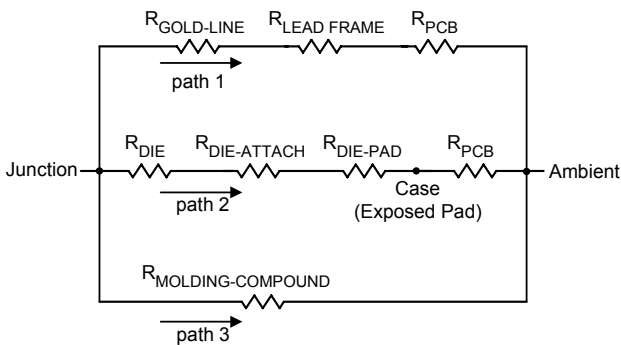 RGOLD-LINE RLEAD FRAME RPCB
path 1
RDIE RDIE-ATTACH RDIE-PAD RPCB
Junction Ambient
path 2 Case
(Exposed Pad)
RMOLDING-COMPOUND
path 3